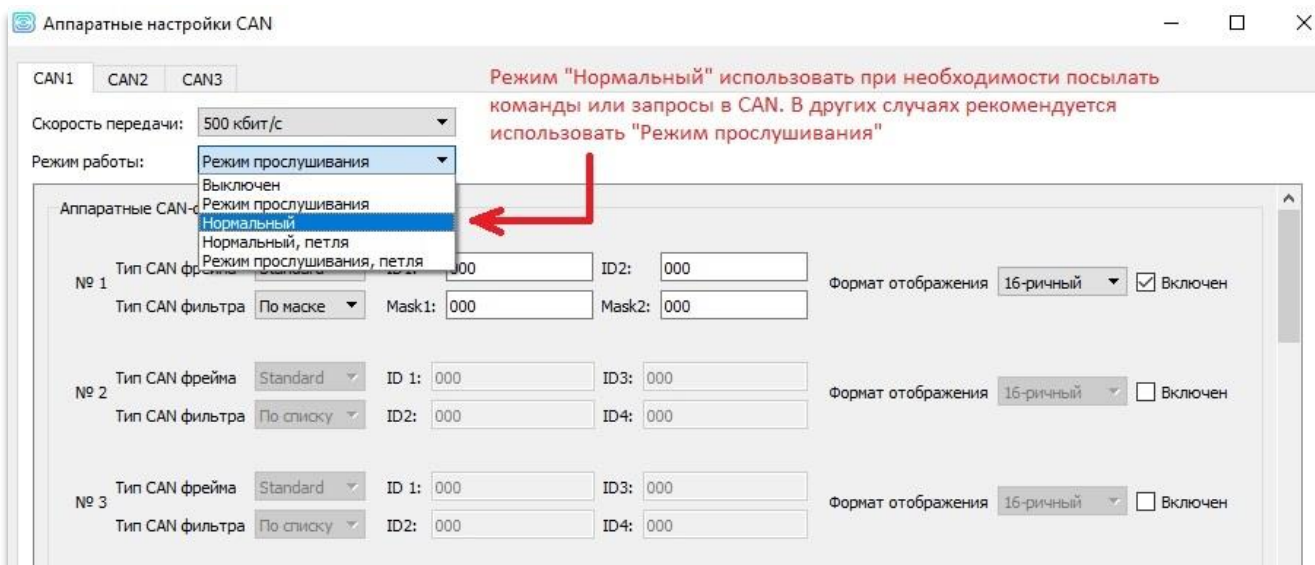 Аппаратные настройки CAN
CAN1 CAN2 CAN3
Режим "Нормальный" использовать при необходимости посылать
команды или запросы в CAN. В других случаях рекомендуется
использовать "Режим прослушивания"
Скорость передачи: 500 кбит/с
Режим работы: Режим прослушивания
Выключен
Режим прослушивания
Нормальный
Нормальный, петля
Режим прослушивания, петля
Аппаратные CAN-
№ 1
Тип CAN 000 ID2: 000
Тип CAN фильтра По маске Mask1: 000 Mask2: 000
Формат отображения 16-ричный Включен
№ 2
Тип CAN фрейма Standard ID 1: 000 ID3: 000
Тип CAN фильтра По списку ID2: 000 ID4: 000
Формат отображения 16-ричный Включен
№ 3
Тип CAN фрейма Standard ID 1: 000 ID3: 000
Тип CAN фильтра По списку ID2: 000 ID4: 000
Формат отображения 16-ричный Включен